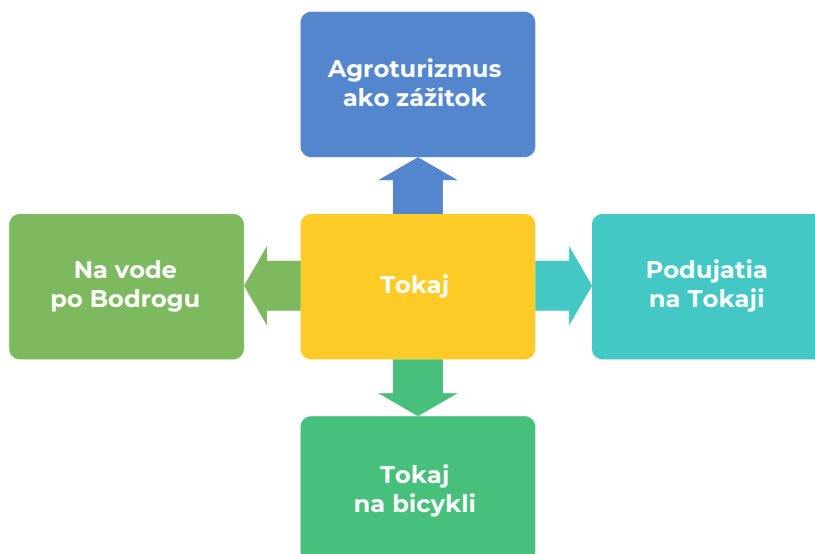 Agroturizmus
ako zážitok
Na vode
po Bodrogu
Tokaj
Podujatia
na Tokaji
Tokaj
na bicykli